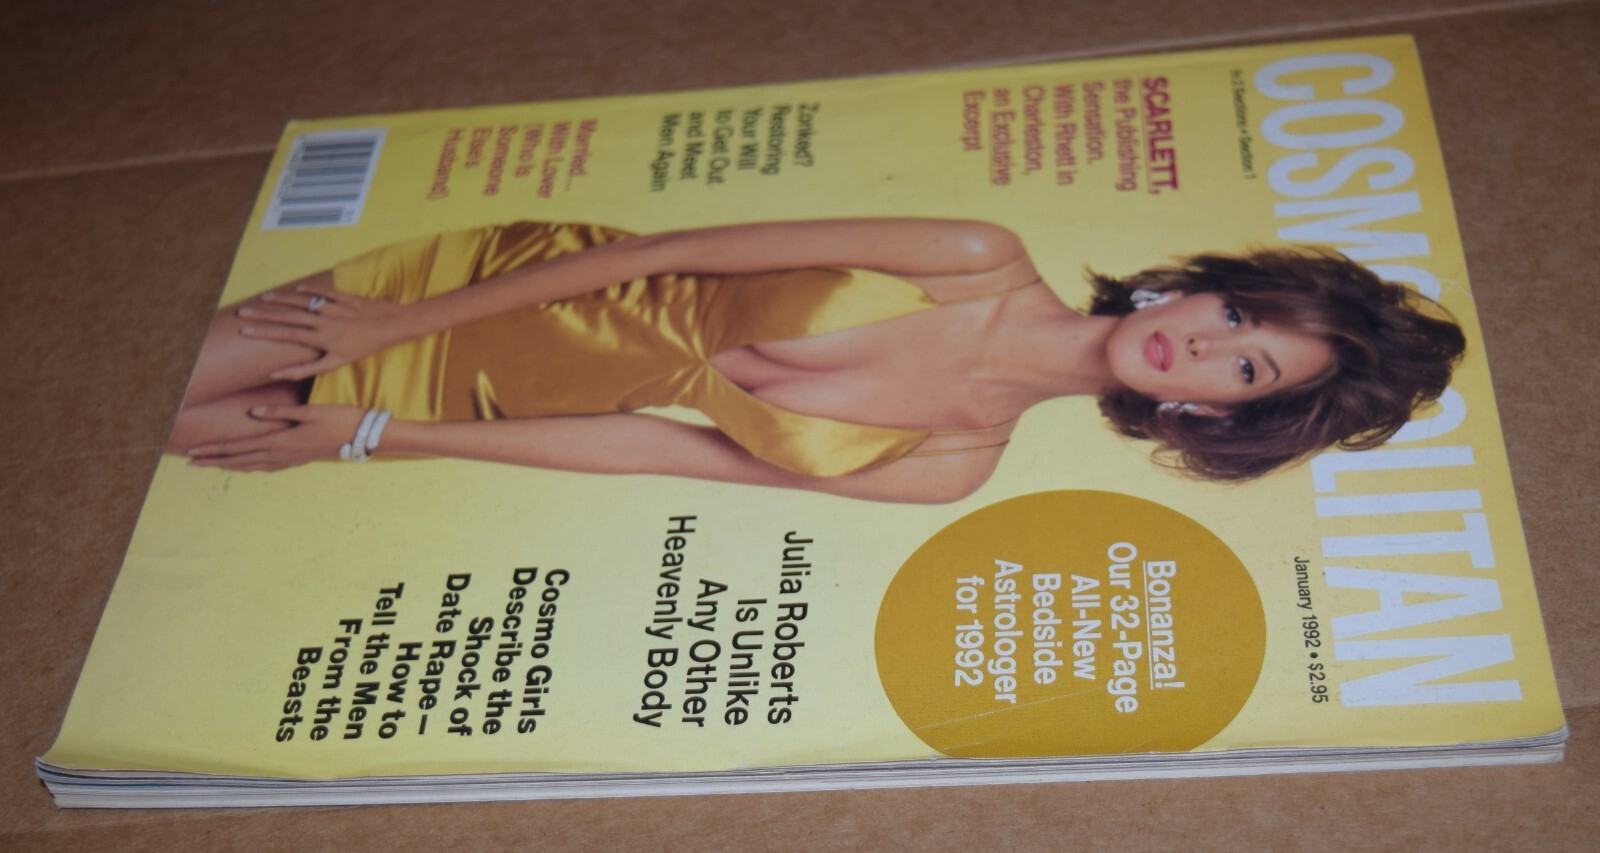 COSMOPOLITAN
In 2 Sections • Section 1
January 1992 • $2.95
SCARLETT,
the Publishing
Sensation.
With Rhett in
Charleston,
an Exclusive
Excerpt
Zonked?
Restoring
Your Will
to Get Out
and Meet
Men Again
Married...
With Lover
(Who Is
Someone
Else's
Husband)
Bonanza!
Our 32-Page
All-New
Bedside
Astrologer
for 1992
Julia Roberts
Is Unlike
Any Other
Heavenly Body
Cosmo Girls
Describe the
Shock of
Date Rape—
How to
Tell the Men
From the
Beasts